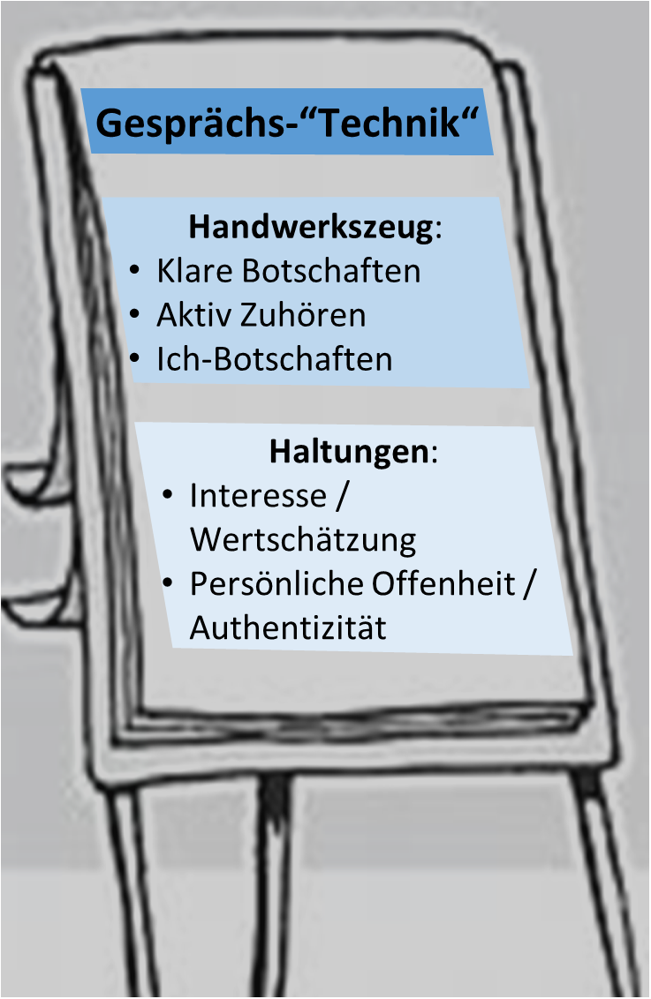 Gesprächs-“Technik“
Handwerkszeug:
• Klare Botschaften
• Aktiv Zuhören
• Ich-Botschaften
Haltungen:
• Interesse /
Wertschätzung
• Persönliche Offenheit /
Authentizität